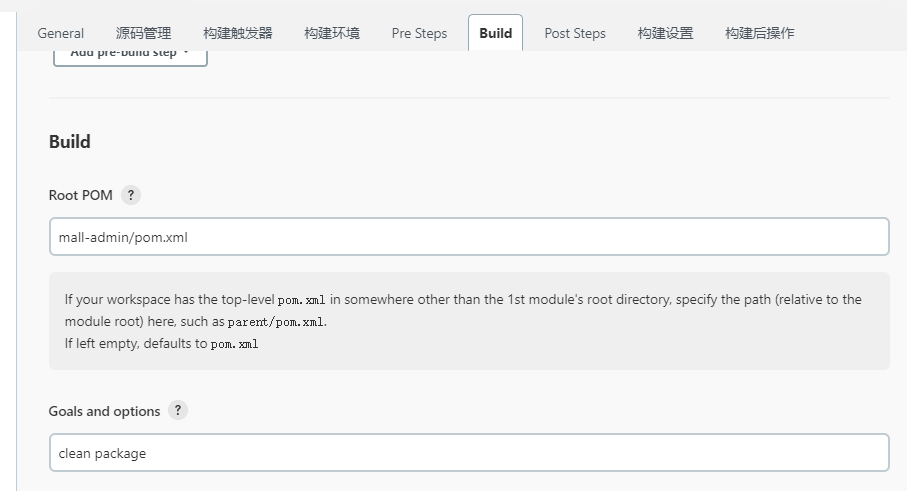 General 源码管理 构建触发器 构建环境 Pre Steps Build Post Steps 构建设置 构建后操作
Add pre-build step
Build
Root POM ?
mall-admin/pom.xml
If your workspace has the top-level pom.xml in somewhere other than the 1st module's root directory, specify the path (relative to the
module root) here, such as parent/pom.xml.
If left empty, defaults to pom.xml
Goals and options ?
clean package